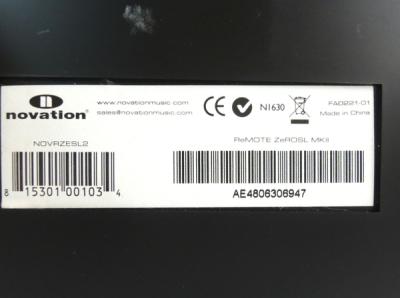 novation®
www.novationmusic.com
sales@novationmusic.com
CE
N1630
FA0221-01
Made in China
NOVRZESL2
ReMOTE ZeROSL MKII
8 15301 00103 4
AE4806306947